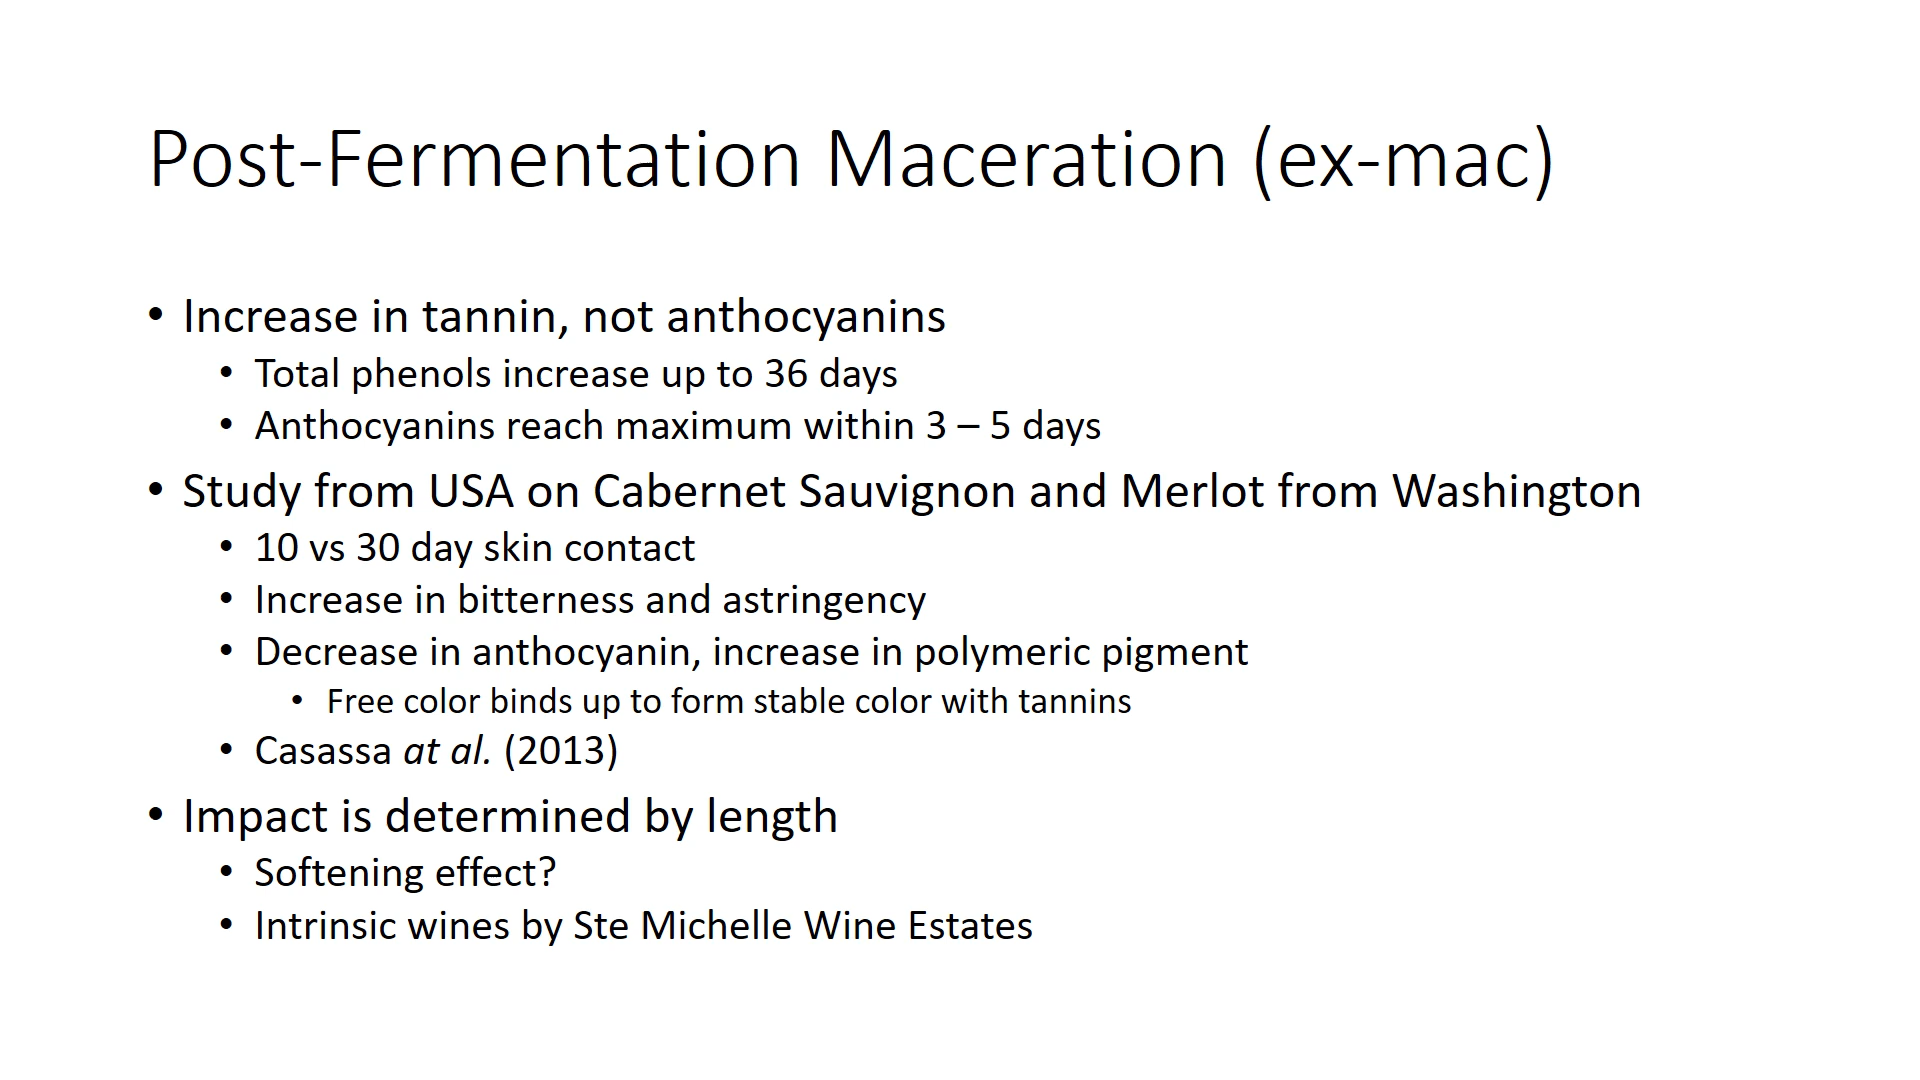 Post-Fermentation Maceration (ex-mac)
• Increase in tannin, not anthocyanins
• Total phenols increase up to 36 days
• Anthocyanins reach maximum within 3 – 5 days
• Study from USA on Cabernet Sauvignon and Merlot from Washington
• 10 vs 30 day skin contact
• Increase in bitterness and astringency
• Decrease in anthocyanin, increase in polymeric pigment
• Free color binds up to form stable color with tannins
• Casassa at al. (2013)
• Impact is determined by length
• Softening effect?
• Intrinsic wines by Ste Michelle Wine Estates